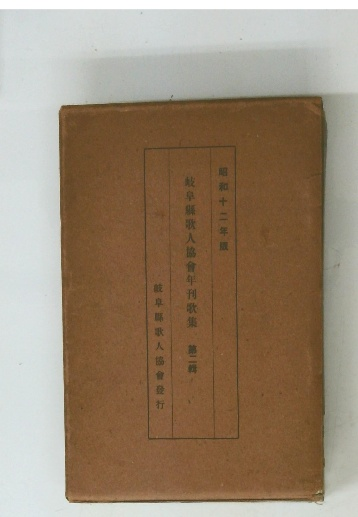 昭和十二年版
岐阜縣歌人協會年刊歌集 第二輯
岐阜縣歌人協會發行